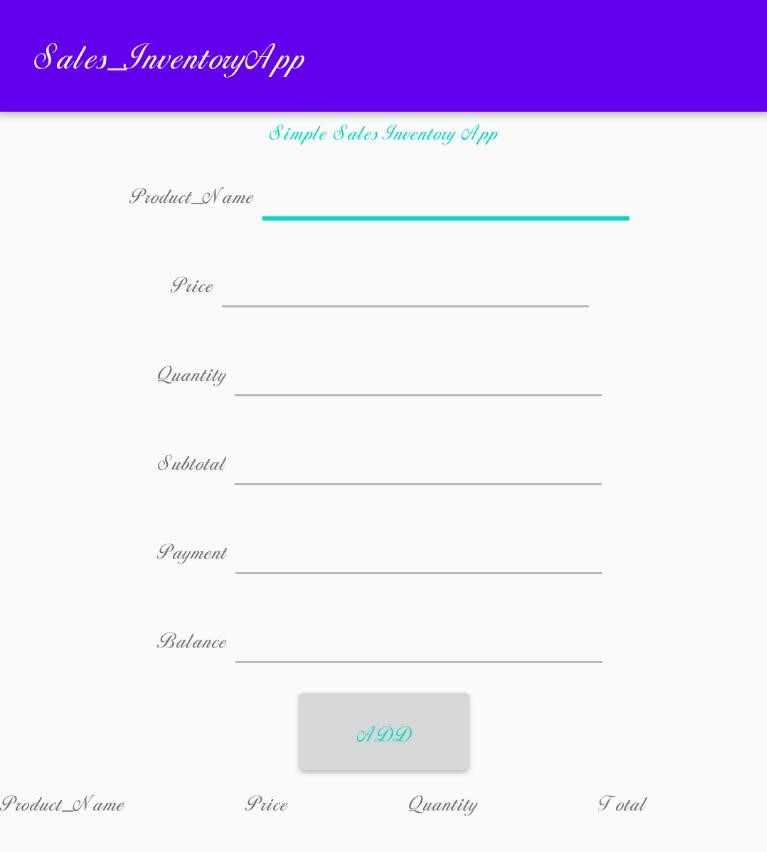 Sales_InventoryApp
Simple Sales Inventory App
Product_Name
Price
Quantity
Subtotal
Payment
Balance
ADD
Product_Name Price Quantity Total